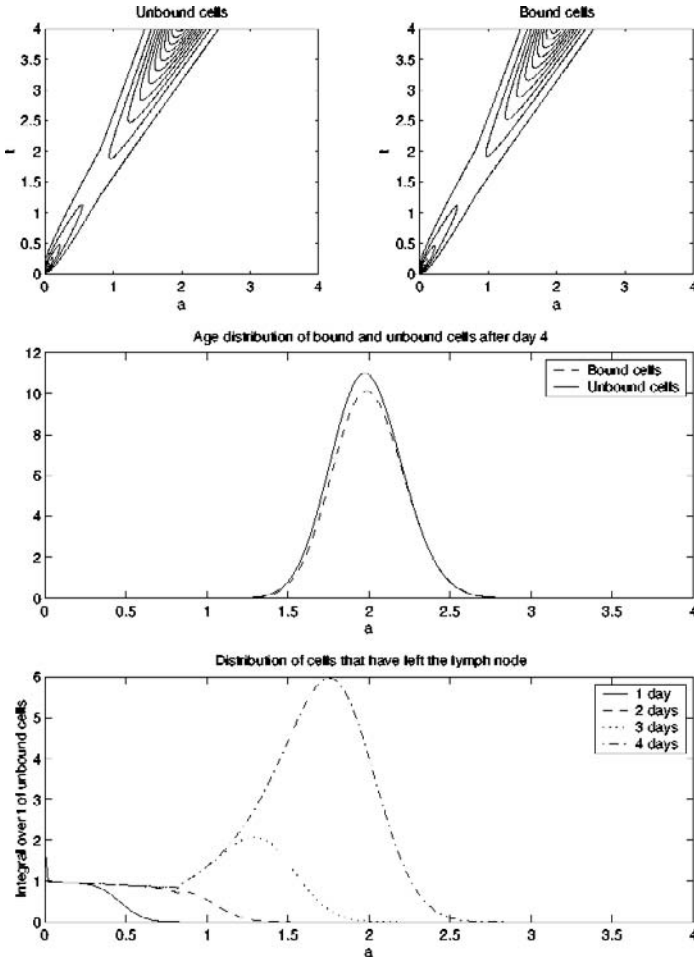 Unbound cells
Bound cells
4
3.5
3
2.5
2
1.5
1
0.5
0
t
0 1 2 3 4
a
4
3.5
3
2.5
2
1.5
1
0.5
0
t
0 1 2 3 4
a
Age distribution of bound and unbound cells after day 4
12
10
8
6
4
2
0
Bound cells
Unbound cells
0 0.5 1 1.5 2 2.5 3 3.5 4
a
Distribution of cells that have left the lymph node
Integral over t of unbound cells
6
5
4
3
2
1
0
1 day
2 days
3 days
4 days
0 0.5 1 1.5 2 2.5 3 3.5 4
a